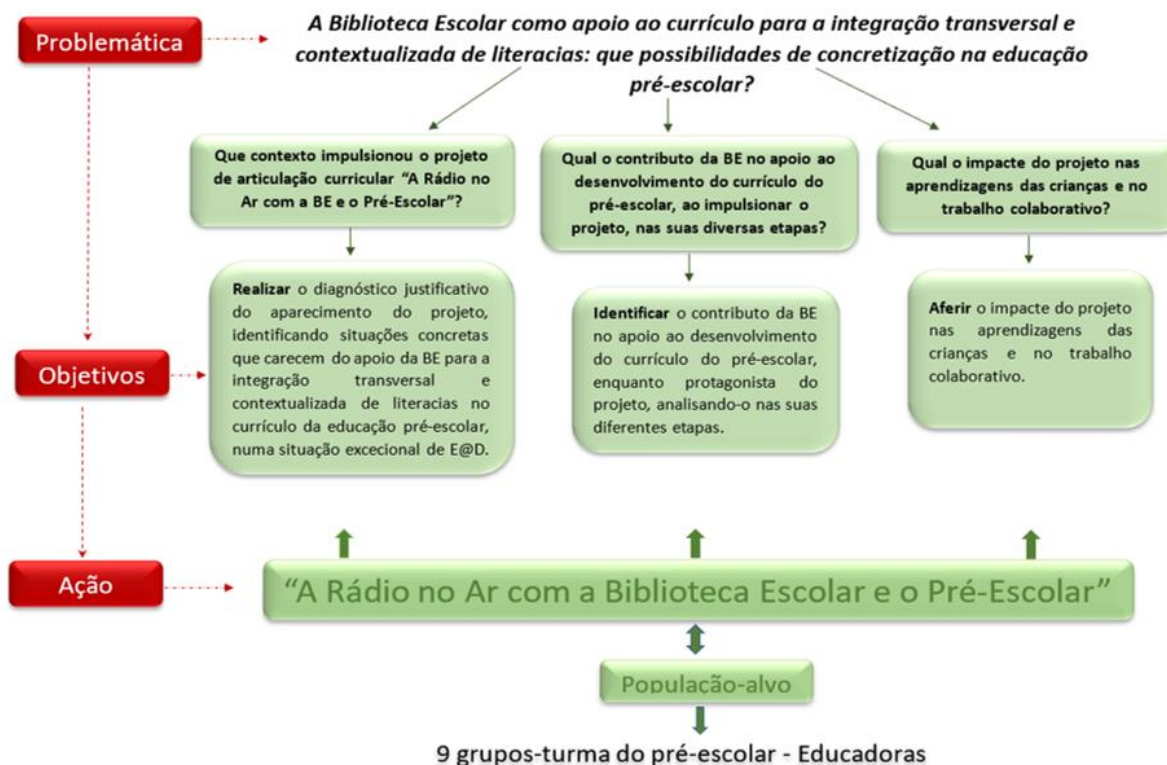 Problemática
A Biblioteca Escolar como apoio ao currículo para a integração transversal e
contextualizada de literacias: que possibilidades de concretização na educação
pré-escolar?
Que contexto impulsionou o projeto
de articulação curricular “A Rádio no
Ar com a BE e o Pré-Escolar”?
Qual o contributo da BE no apoio ao
desenvolvimento do currículo do
pré-escolar, ao impulsionar o
projeto, nas suas diversas etapas?
Qual o impacte do projeto nas
aprendizagens das crianças e no
trabalho colaborativo?
Objetivos
Realizar o diagnóstico justificativo
do aparecimento do projeto,
identificando situações concretas
que carecem do apoio da BE para a
integração transversal e
contextualizada de literacias no
currículo da educação pré-escolar,
numa situação excecional de E@D.
Identificar o contributo da BE
no apoio ao desenvolvimento
do currículo do pré-escolar,
enquanto protagonista do
projeto, analisando-o nas suas
diferentes etapas.
Aferir o impacte do projeto
nas aprendizagens das
crianças e no trabalho
colaborativo.
Ação
“A Rádio no Ar com a Biblioteca Escolar e o Pré-Escolar”
População-alvo
9 grupos-turma do pré-escolar - Educadoras